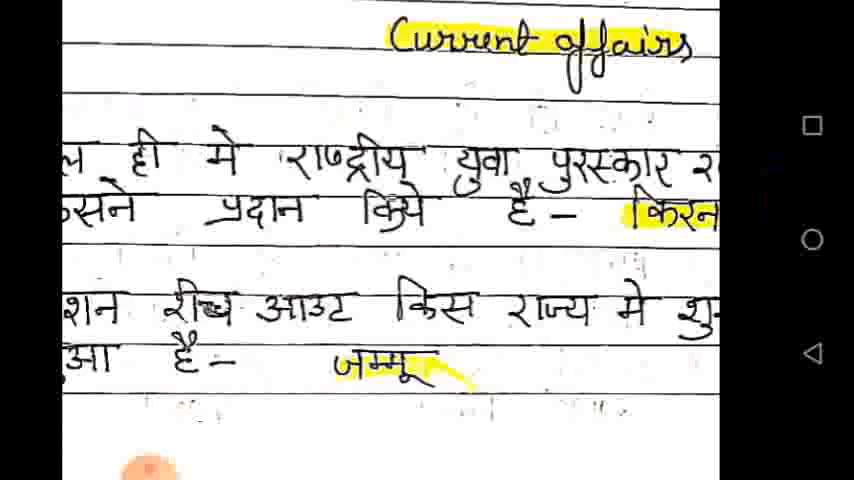 Current affairs
ल ही मे राष्ट्रीय युवा पुरस्कार
कसने प्रदान किये है- किरन
शन रीच आउट किस राज्य मे शु
ुआ है- जम्मू